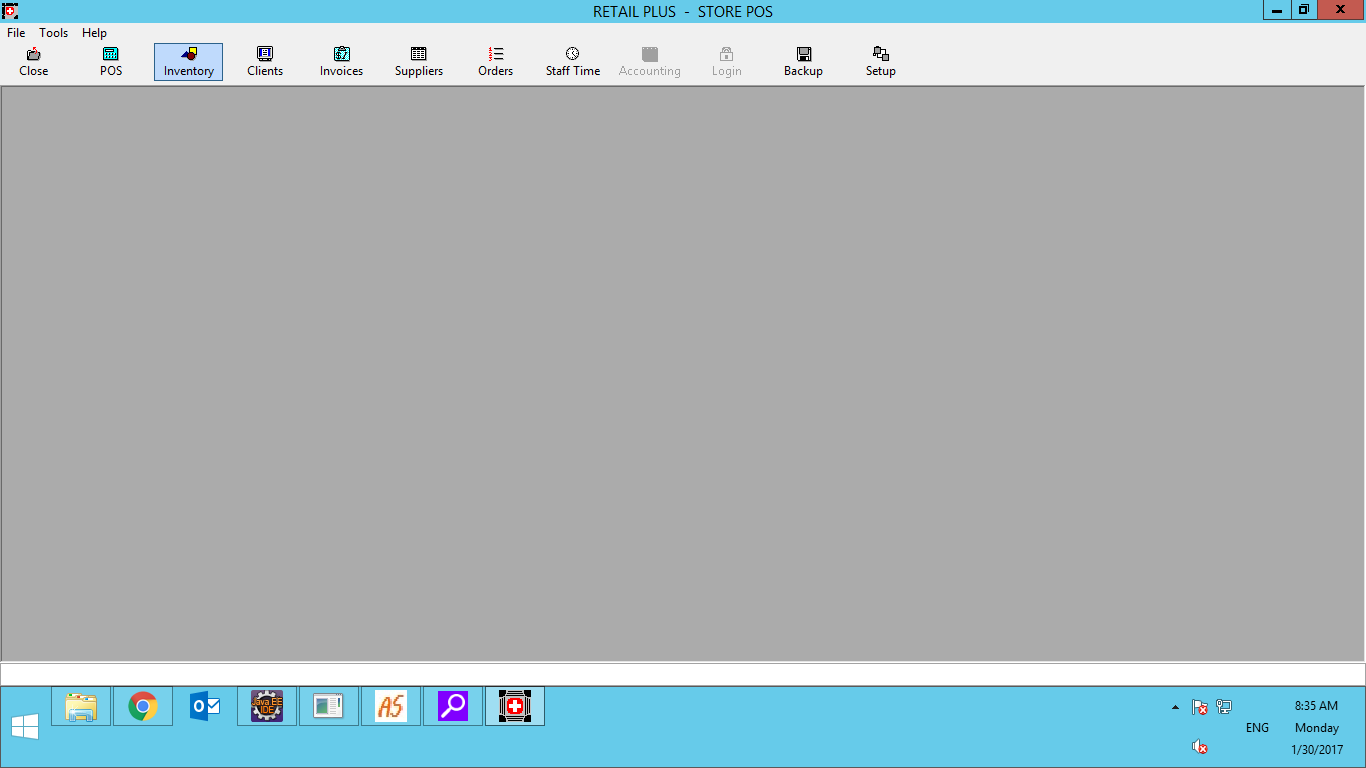 RETAIL PLUS - STORE POS
File Tools Help
Close POS Inventory Clients Invoices Suppliers Orders Staff Time Accounting Login Backup Setup
Java EE
IDE
AS
8:35 AM
ENG Monday
1/30/2017